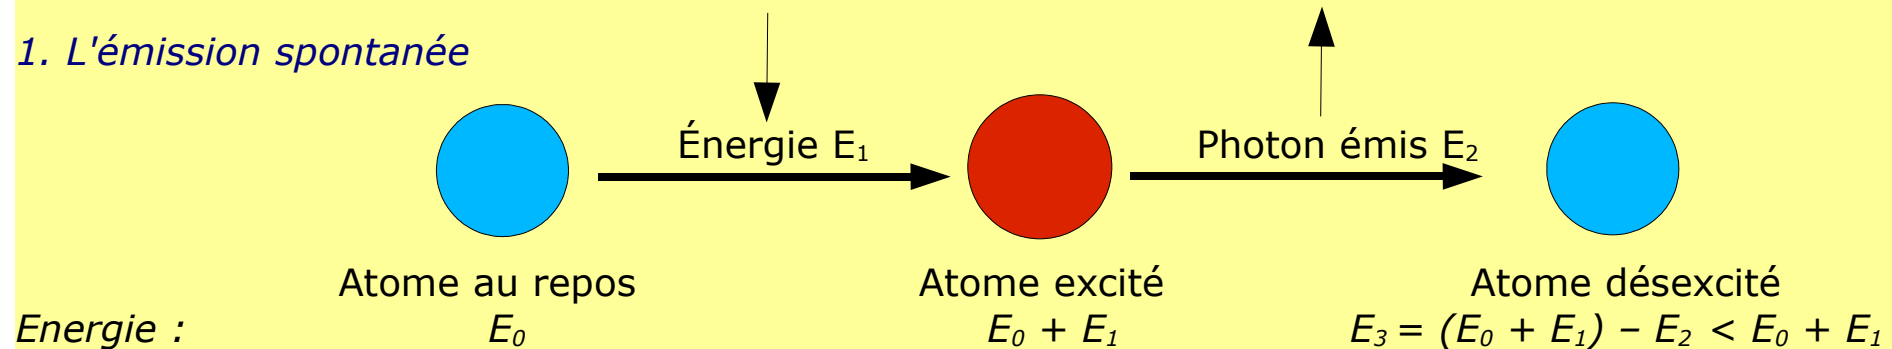 1. L'émission spontanée
Énergie E₁ Photon émis E₂
Atome au repos Atome excité Atome désexcité
Energie : E₀ E₀ + E₁ E₃ = (E₀ + E₁) – E₂ < E₀ + E₁